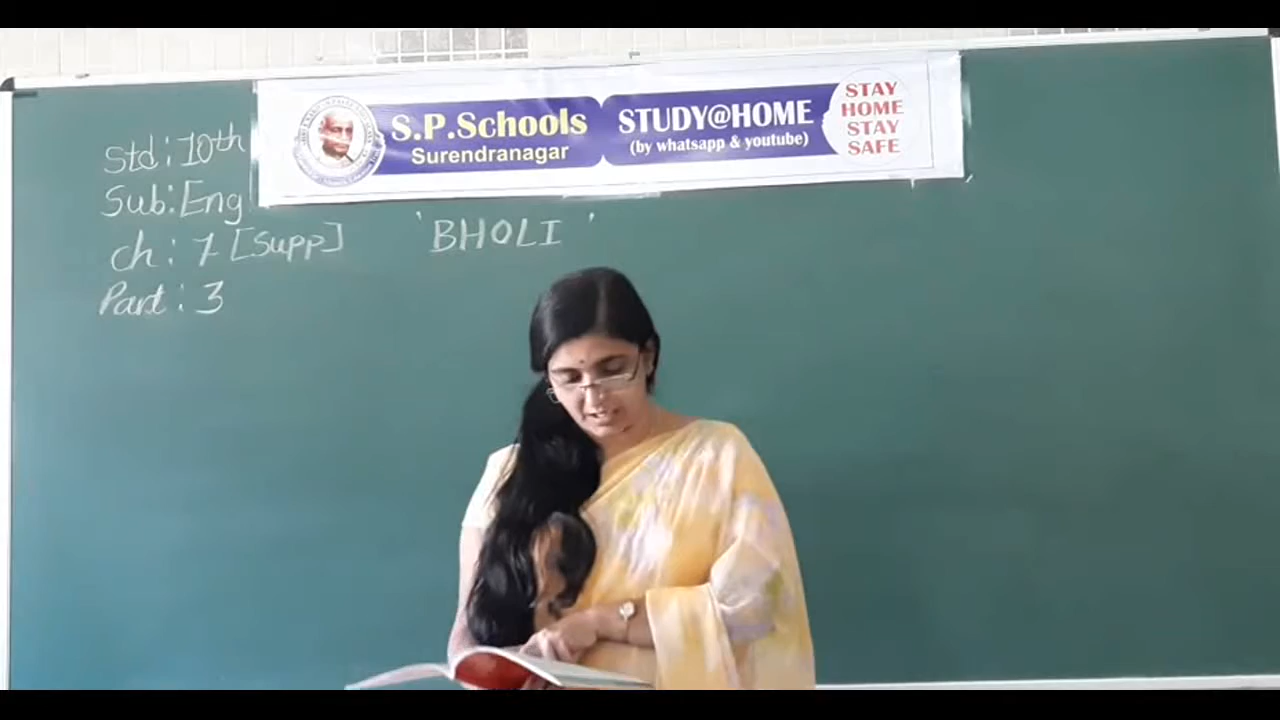 S.P.Schools
Surendranagar
STUDY@HOME
(by whatsapp & youtube)
STAY
HOME
STAY
SAFE
Std: 10th
Sub: Eng
ch: 7 [Supp]
'BHOLI'
Part: 3